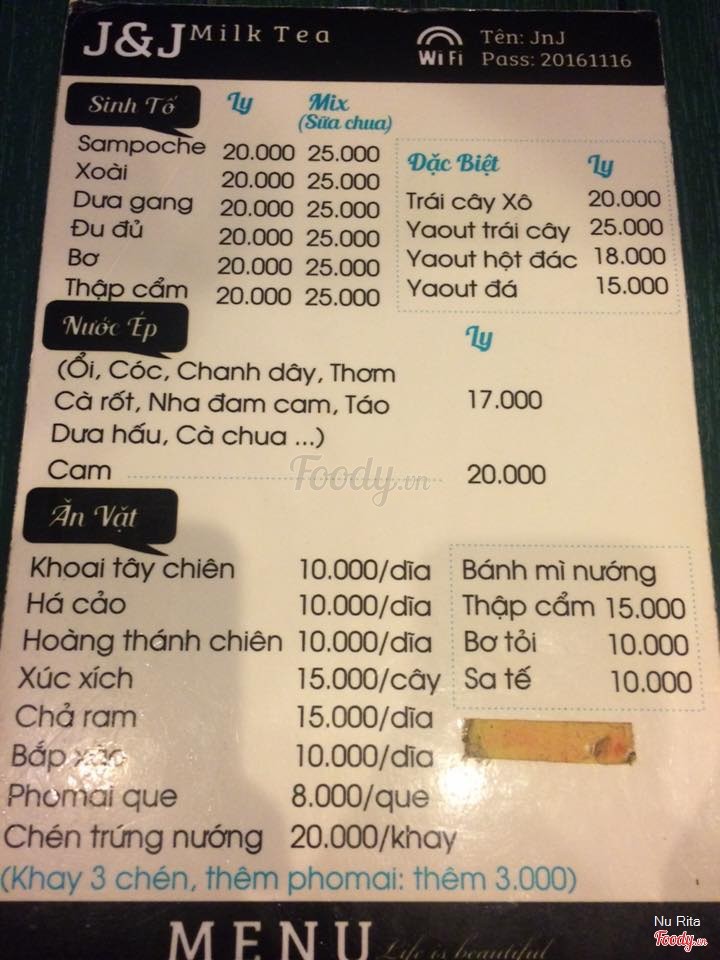 J&J Milk Tea
WiFi
Tên: JnJ
Pass: 20161116
Sinh Tố Ly Mix
(Sữa chua)
Sampoche 20.000 25.000
Xoài 20.000 25.000
Dưa gang 20.000 25.000
Đu đủ 20.000 25.000
Bơ 20.000 25.000
Thập cẩm 20.000 25.000
Đặc Biệt Ly
Trái cây Xô 20.000
Yaout trái cây 25.000
Yaout hột đác 18.000
Yaout đá 15.000
Nước Ép Ly
(Ổi, Cóc, Chanh dây, Thơm
Cà rốt, Nha đam cam, Táo 17.000
Dưa hấu, Cà chua ...)
Cam 20.000
Foody.vn
Ăn Vặt
Khoai tây chiên 10.000/dĩa
Há cảo 10.000/dĩa
Hoàng thánh chiên 10.000/dĩa
Xúc xích 15.000/cây
Chả ram 15.000/dĩa
Bắp xào 10.000/dĩa
Phomai que 8.000/que
Chén trứng nướng 20.000/khay
(Khay 3 chén, thêm phomai: thêm 3.000)
Bánh mì nướng
Thập cẩm 15.000
Bơ tỏi 10.000
Sa tế 10.000
MENU Life is beautiful
Nu Rita
Foody.vn